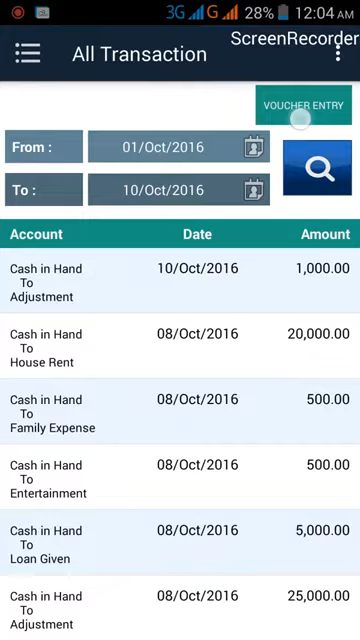 3G G 28% 12:04AM
ScreenRecorder
All Transaction
VOUCHER ENTRY
From : 01/Oct/2016
To : 10/Oct/2016
Account Date Amount
Cash in Hand 10/Oct/2016 1,000.00
To
Adjustment
Cash in Hand 08/Oct/2016 20,000.00
To
House Rent
Cash in Hand 08/Oct/2016 500.00
To
Family Expense
Cash in Hand 08/Oct/2016 500.00
To
Entertainment
Cash in Hand 08/Oct/2016 5,000.00
To
Loan Given
Cash in Hand 08/Oct/2016 25,000.00
To
Adjustment